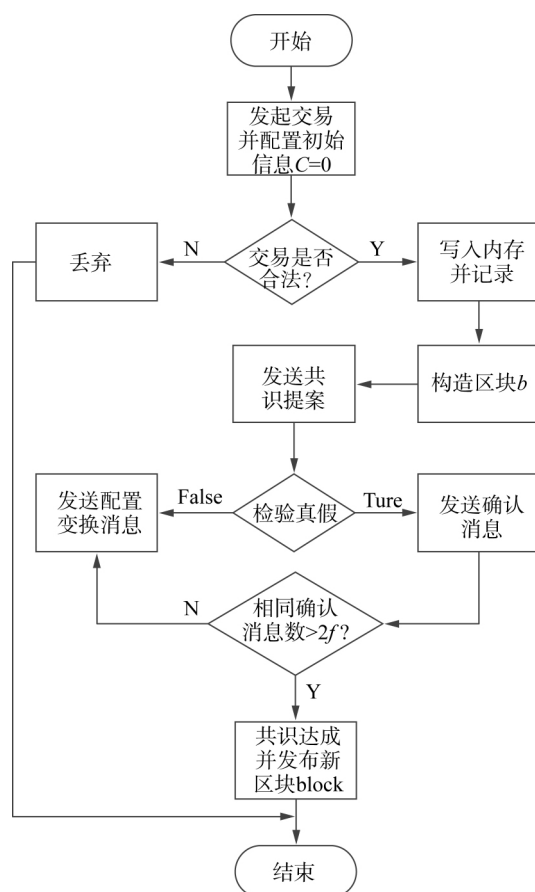 开始
发起交易
并配置初始
信息C=0
丢弃
N
交易是否
合法?
Y
写入内存
并记录
发送共
识提案
构造区块b
发送配置
变换消息
False
检验真假
Ture
发送确认
消息
N
相同确认
消息数>2f?
Y
共识达成
并发布新
区块block
结束